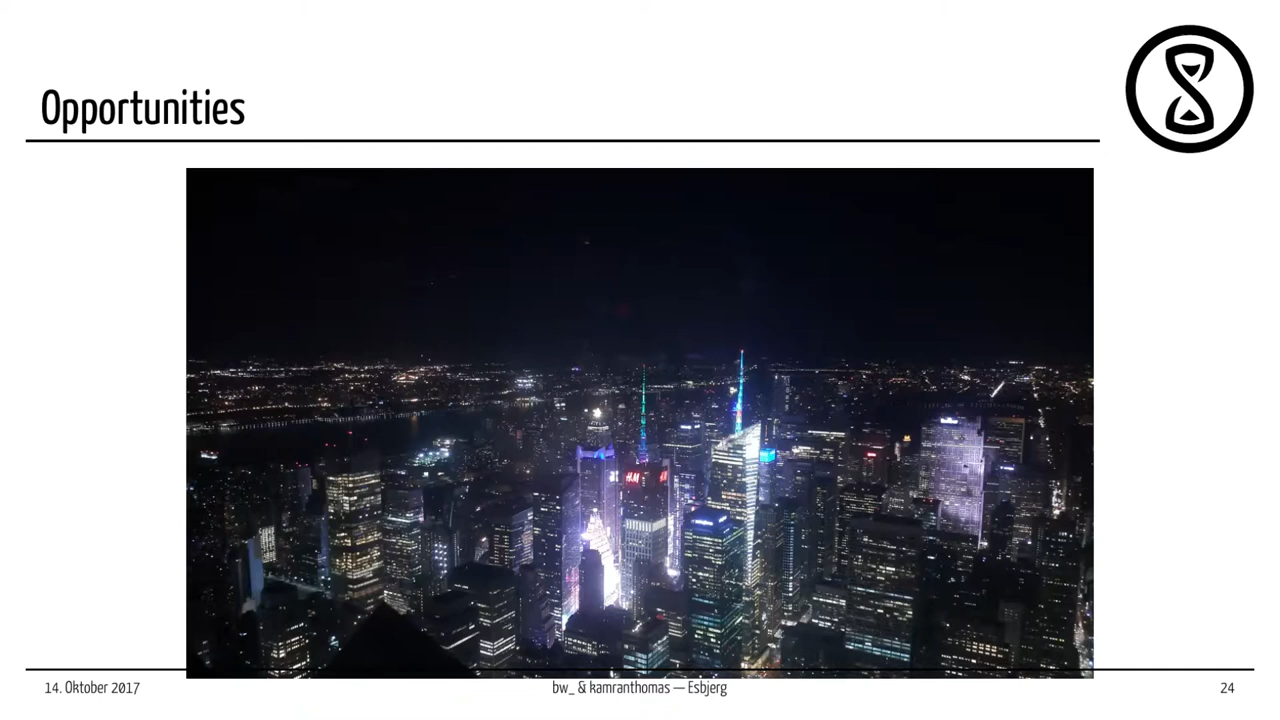 Opportunities
H&M
14. Oktober 2017
bw_ & kamranthomas — Esbjerg
24